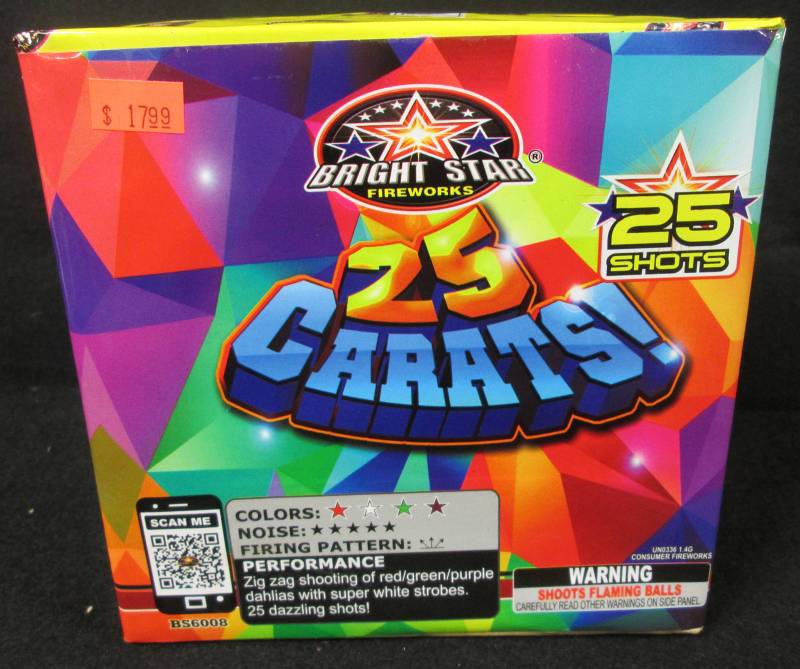 $ 17.99
BRIGHT STAR®
FIREWORKS
25
SHOTS
25
CARATS!
SCAN ME
BS6008
COLORS:
NOISE: ★★★★★
FIRING PATTERN:
PERFORMANCE
Zig zag shooting of red/green/purple
dahlias with super white strobes.
25 dazzling shots!
UN0336 1.4G
CONSUMER FIREWORKS
WARNING
SHOOTS FLAMING BALLS
CAREFULLY READ OTHER WARNINGS ON SIDE PANEL